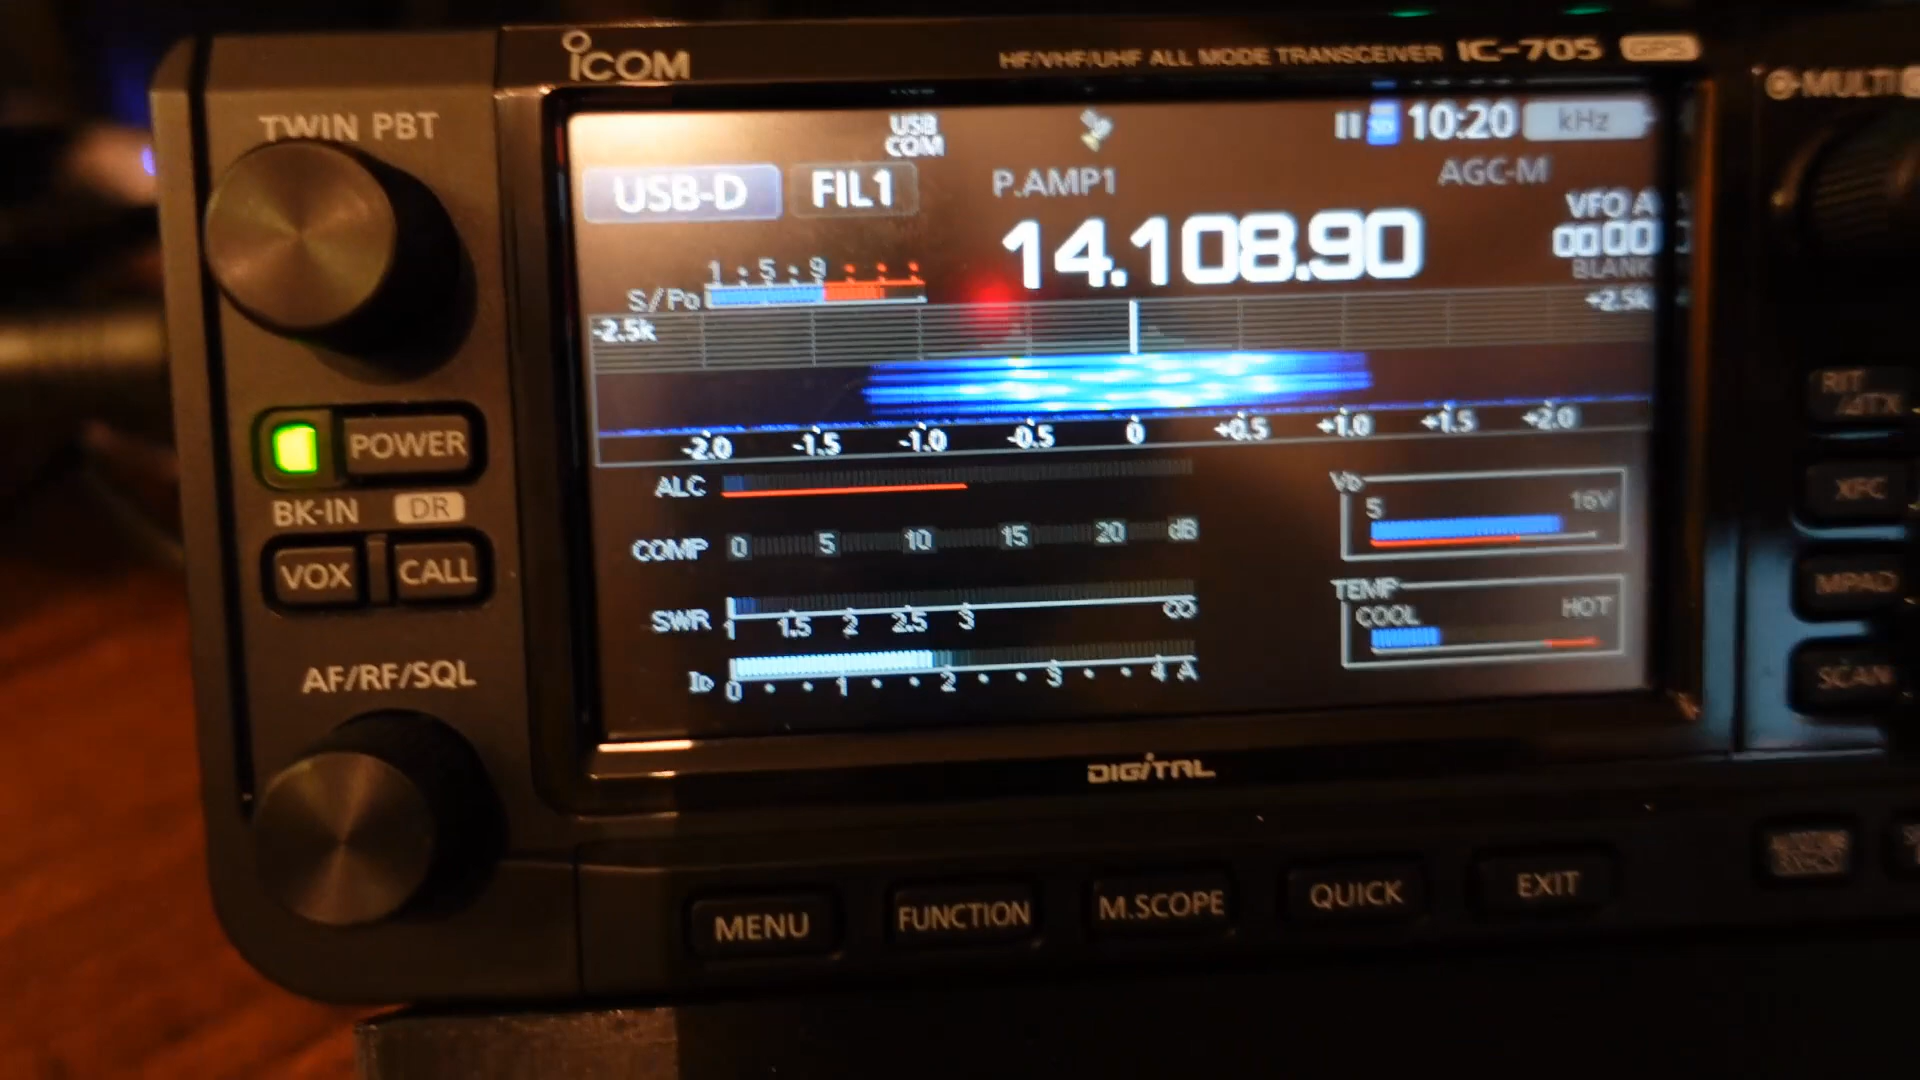 ICOM
HF/VHF/UHF ALL MODE TRANSCEIVER IC-705 GPS
MULTI
TWIN PBT
USB COM
10:20 kHz
USB-D FIL1 P.AMP1 AGC-M
14.108.90
VFO A
00 00
BLANK
1 5 9
S/Po
-2.5k +2.5k
-2.0 -1.5 -1.0 -0.5 0 +0.5 +1.0 +1.5 +2.0
ALC
COMP 0 5 10 15 20 dB
SWR 1 1.5 2 2.5 3 ∞
ID 0 1 2 3 4 A
VD
5 16V
TEMP
COOL HOT
POWER
BK-IN DR
VOX CALL
AF/RF/SQL
RIT
XFC
MPAD
SCAN
DIGITAL
MENU FUNCTION M.SCOPE QUICK EXIT